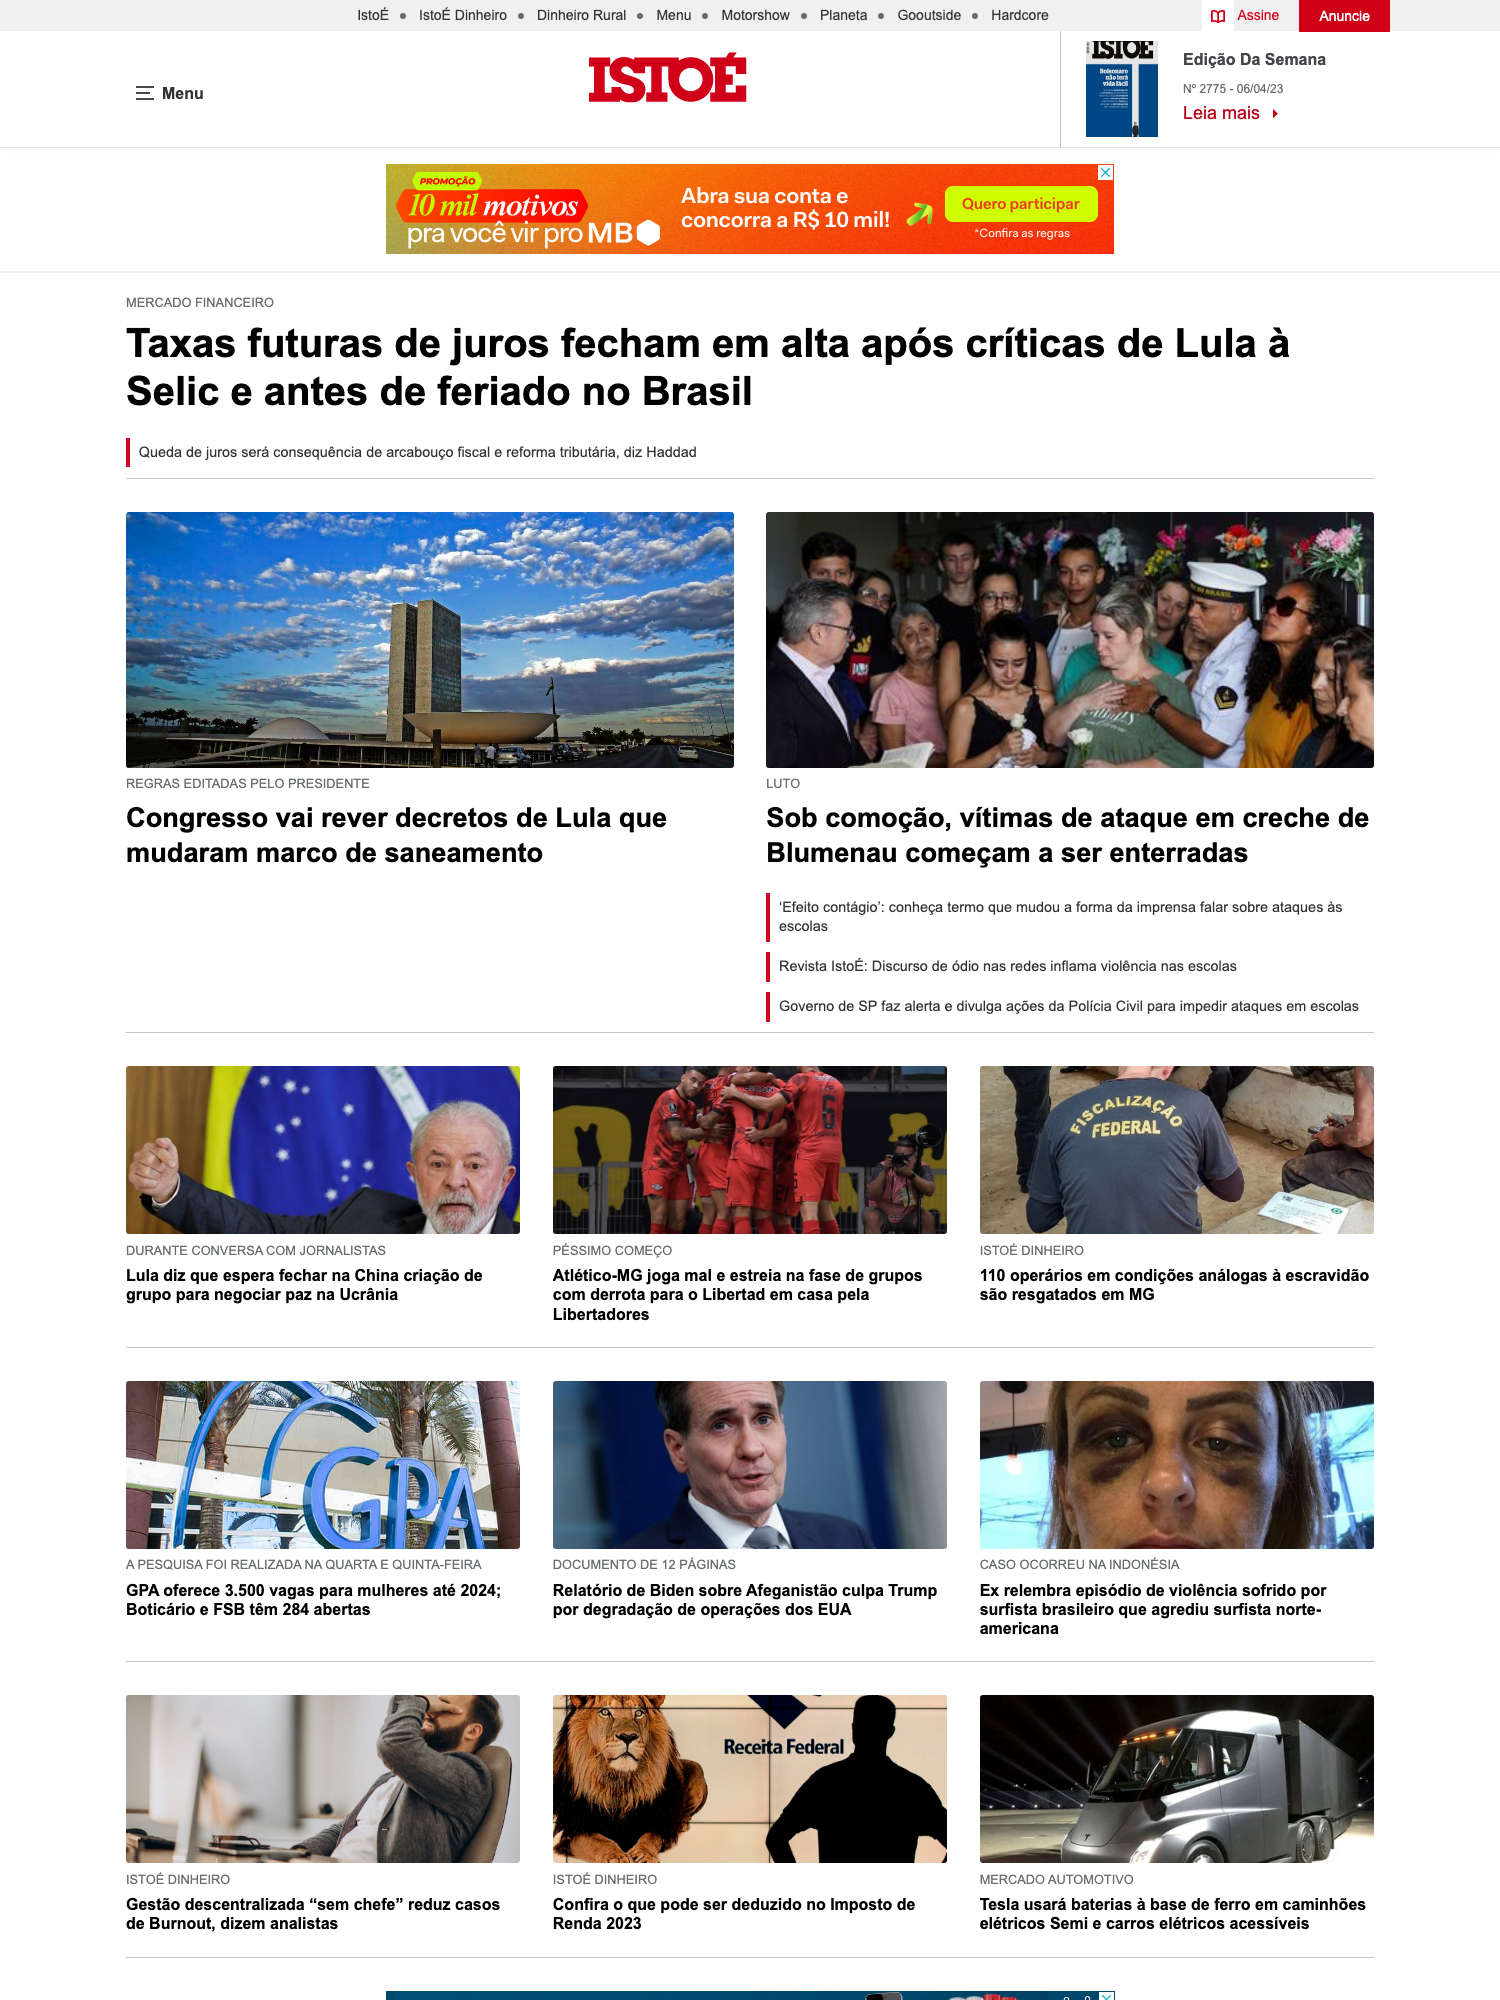 IstoÉ • IstoÉ Dinheiro • Dinheiro Rural • Menu • Motorshow • Planeta • Gooutside • Hardcore
Assine
Anuncie
Menu
ISTOÉ
ISTOÉ
Bolsonaro
não terá
vida fácil
Edição Da Semana
Nº 2775 - 06/04/23
Leia mais
PROMOÇÃO
10 mil motivos
pra você vir pro MB
Abra sua conta e
concorra a R$ 10 mil!
Quero participar
*Confira as regras
MERCADO FINANCEIRO
Taxas futuras de juros fecham em alta após críticas de Lula à
Selic e antes de feriado no Brasil
Queda de juros será consequência de arcabouço fiscal e reforma tributária, diz Haddad
REGRAS EDITADAS PELO PRESIDENTE
Congresso vai rever decretos de Lula que
mudaram marco de saneamento
LUTO
Sob comoção, vítimas de ataque em creche de
Blumenau começam a ser enterradas
‘Efeito contágio’: conheça termo que mudou a forma da imprensa falar sobre ataques às
escolas
Revista IstoÉ: Discurso de ódio nas redes inflama violência nas escolas
Governo de SP faz alerta e divulga ações da Polícia Civil para impedir ataques em escolas
DURANTE CONVERSA COM JORNALISTAS
Lula diz que espera fechar na China criação de
grupo para negociar paz na Ucrânia
6
PÉSSIMO COMEÇO
Atlético-MG joga mal e estreia na fase de grupos
com derrota para o Libertad em casa pela
Libertadores
FISCALIZAÇÃO
FEDERAL
ISTOÉ DINHEIRO
110 operários em condições análogas à escravidão
são resgatados em MG
GPA
A PESQUISA FOI REALIZADA NA QUARTA E QUINTA-FEIRA
GPA oferece 3.500 vagas para mulheres até 2024;
Boticário e FSB têm 284 abertas
DOCUMENTO DE 12 PÁGINAS
Relatório de Biden sobre Afeganistão culpa Trump
por degradação de operações dos EUA
CASO OCORREU NA INDONÉSIA
Ex relembra episódio de violência sofrido por
surfista brasileiro que agrediu surfista norte-
americana
ISTOÉ DINHEIRO
Gestão descentralizada “sem chefe” reduz casos
de Burnout, dizem analistas
Receita Federal
ISTOÉ DINHEIRO
Confira o que pode ser deduzido no Imposto de
Renda 2023
MERCADO AUTOMOTIVO
Tesla usará baterias à base de ferro em caminhões
elétricos Semi e carros elétricos acessíveis